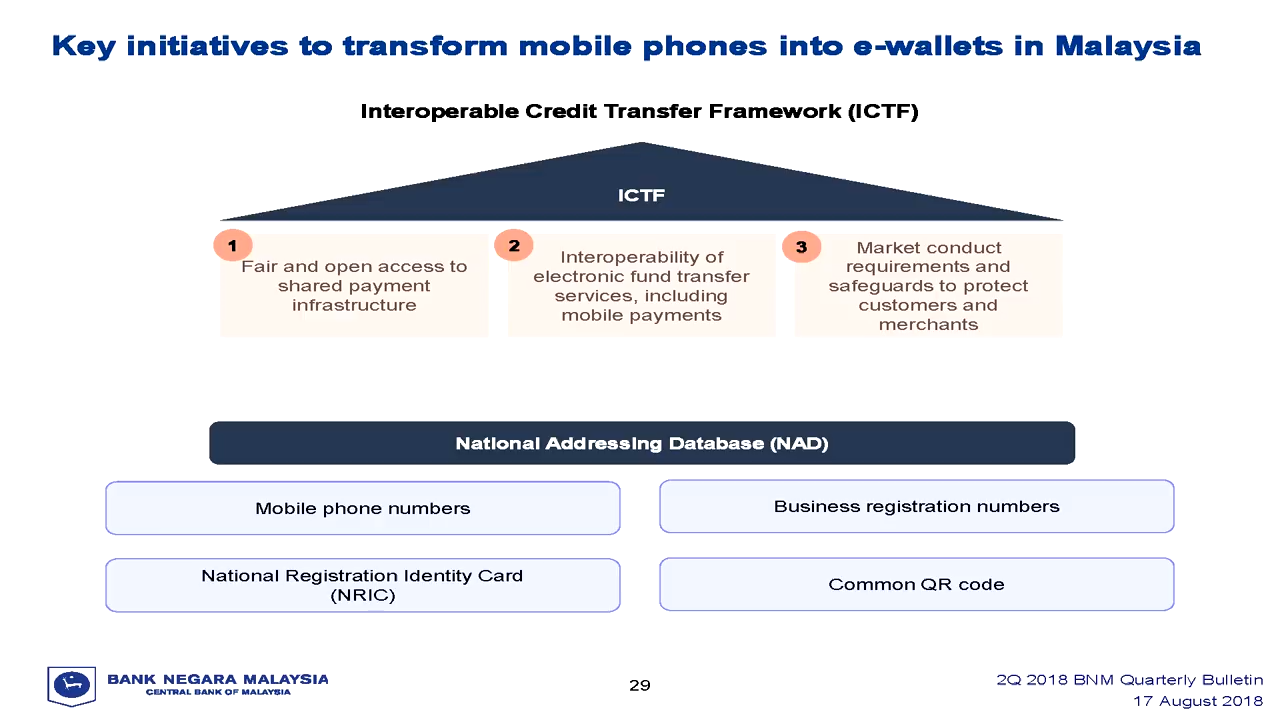 Key initiatives to transform mobile phones into e-wallets in Malaysia
Interoperable Credit Transfer Framework (ICTF)
ICTF
1
Fair and open access to
shared payment
infrastructure
2
Interoperability of
electronic fund transfer
services, including
mobile payments
3
Market conduct
requirements and
safeguards to protect
customers and
merchants
National Addressing Database (NAD)
Mobile phone numbers
Business registration numbers
National Registration Identity Card
(NRIC)
Common QR code
BANK NEGARA MALAYSIA
CENTRAL BANK OF MALAYSIA
29
2Q 2018 BNM Quarterly Bulletin
17 August 2018